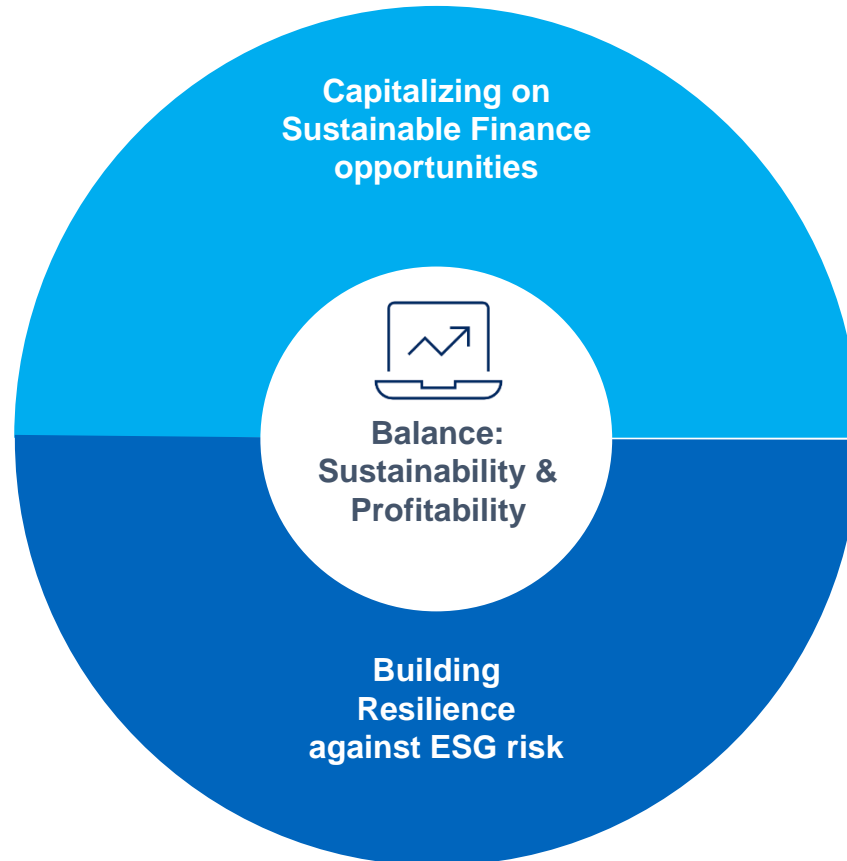 Capitalizing on
Sustainable Finance
opportunities
Balance:
Sustainability &
Profitability
Building
Resilience
against ESG risk